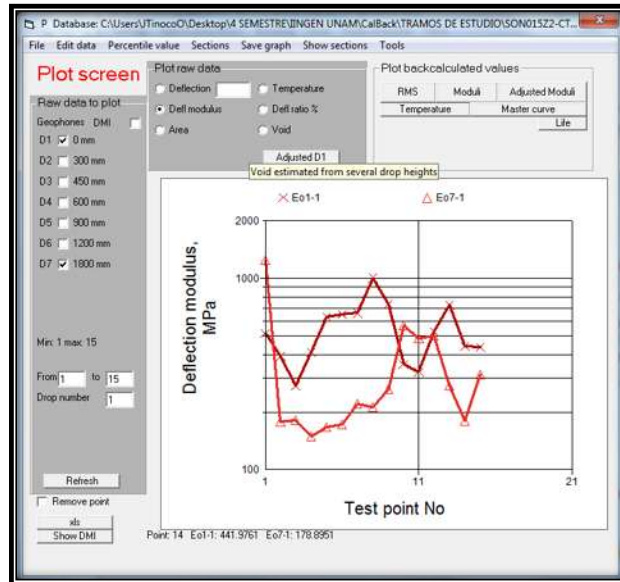 P Database: C:\Users\JTinocoO\Desktop\4 SEMESTRE\IINGEN UNAM\CalBack\TRAMOS DE ESTUDIO\SON015Z2-CT...
File Edit data Percentile value Sections Save graph Show sections Tools
Plot screen
Raw data to plot
Geophones DMI
D1 0 mm
D2 300 mm
D3 450 mm
D4 600 mm
D5 900 mm
D6 1200 mm
D7 1800 mm
Min: 1 max: 15
From 1 to 15
Drop number 1
Refresh
Remove point
xls
Show DMI
Plot raw data
Deflection Temperature
Defl modulus Defl ratio %
Area Void
Adjusted D1
Void estimated from several drop heights
Plot backcalculated values
RMS Moduli Adjusted Moduli
Temperature Master curve
Life
Eo1-1 Eo7-1
Deflection modulus,
MPa
2000
1000
100
1 11 21
Test point No
Point: 14 Eo1-1: 441.9761 Eo7-1: 178.8951